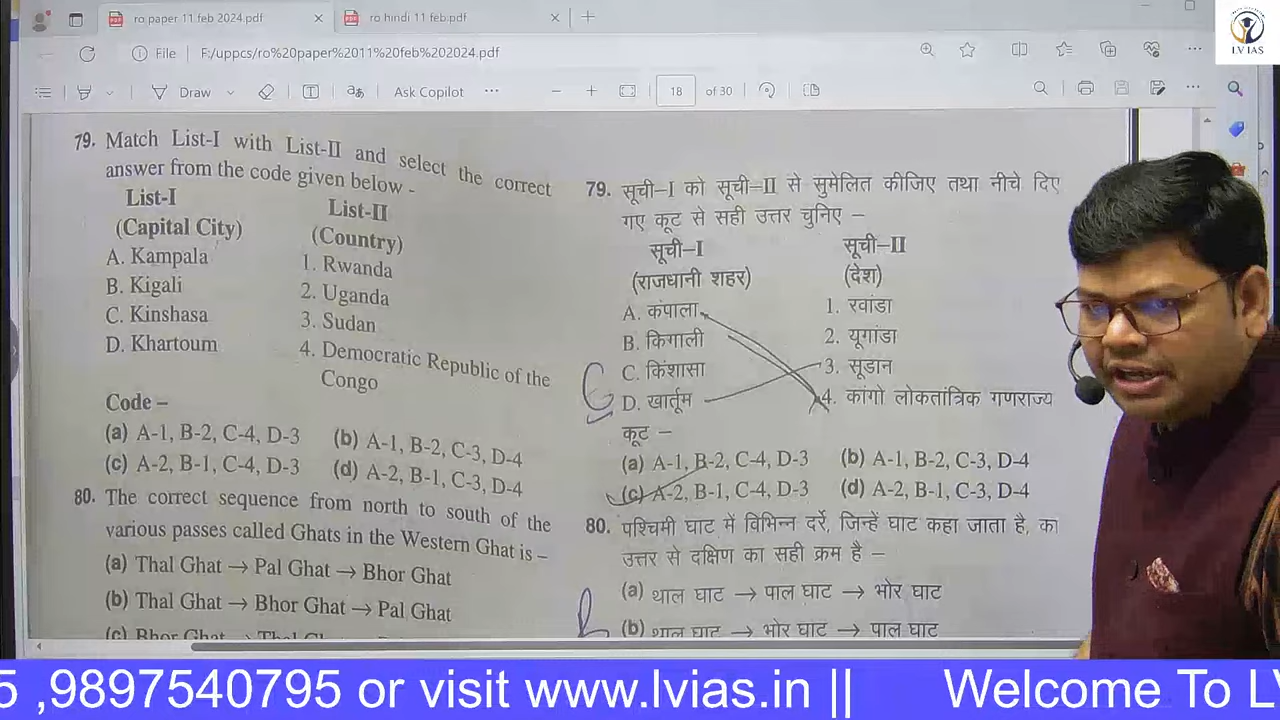 ro paper 11 feb 2024.pdf
ro hindi 11 feb.pdf
File
F:/uppcs/ro%20paper%2011%20feb%202024.pdf
Draw
Ask Copilot
18 of 30
LV IAS
79. Match List-I with List-II and select the correct
answer from the code given below -
List-I
List-II
(Capital City)
(Country)
A. Kampala
1. Rwanda
B. Kigali
2. Uganda
C. Kinshasa
3. Sudan
D. Khartoum
4. Democratic Republic of the
Congo
Code –
(a) A-1, B-2, C-4, D-3
(b) A-1, B-2, C-3, D-4
(c) A-2, B-1, C-4, D-3
(d) A-2, B-1, C-3, D-4
80. The correct sequence from north to south of the
various passes called Ghats in the Western Ghat is –
(a) Thal Ghat → Pal Ghat → Bhor Ghat
(b) Thal Ghat → Bhor Ghat → Pal Ghat
(c) Bhor Ghat
79. सूची-I को सूची-II से सुमेलित कीजिए तथा नीचे दिए
गए कूट से सही उत्तर चुनिए –
सूची-I
सूची-II
(राजधानी शहर)
(देश)
A. कंपाला
1. रवांडा
B. किगाली
2. यूगांडा
C. किंशासा
3. सूडान
D. खार्तूम
4. कांगो लोकतांत्रिक गणराज्य
कूट –
(a) A-1, B-2, C-4, D-3
(b) A-1, B-2, C-3, D-4
(c) A-2, B-1, C-4, D-3
(d) A-2, B-1, C-3, D-4
80. पश्चिमी घाट में विभिन्न दर्रे, जिन्हें घाट कहा जाता है, का
उत्तर से दक्षिण का सही क्रम है –
(a) थाल घाट → पाल घाट → भोर घाट
(b) थाल घाट → भोर घाट → पाल घाट
5 ,9897540795 or visit www.lvias.in || Welcome To LV